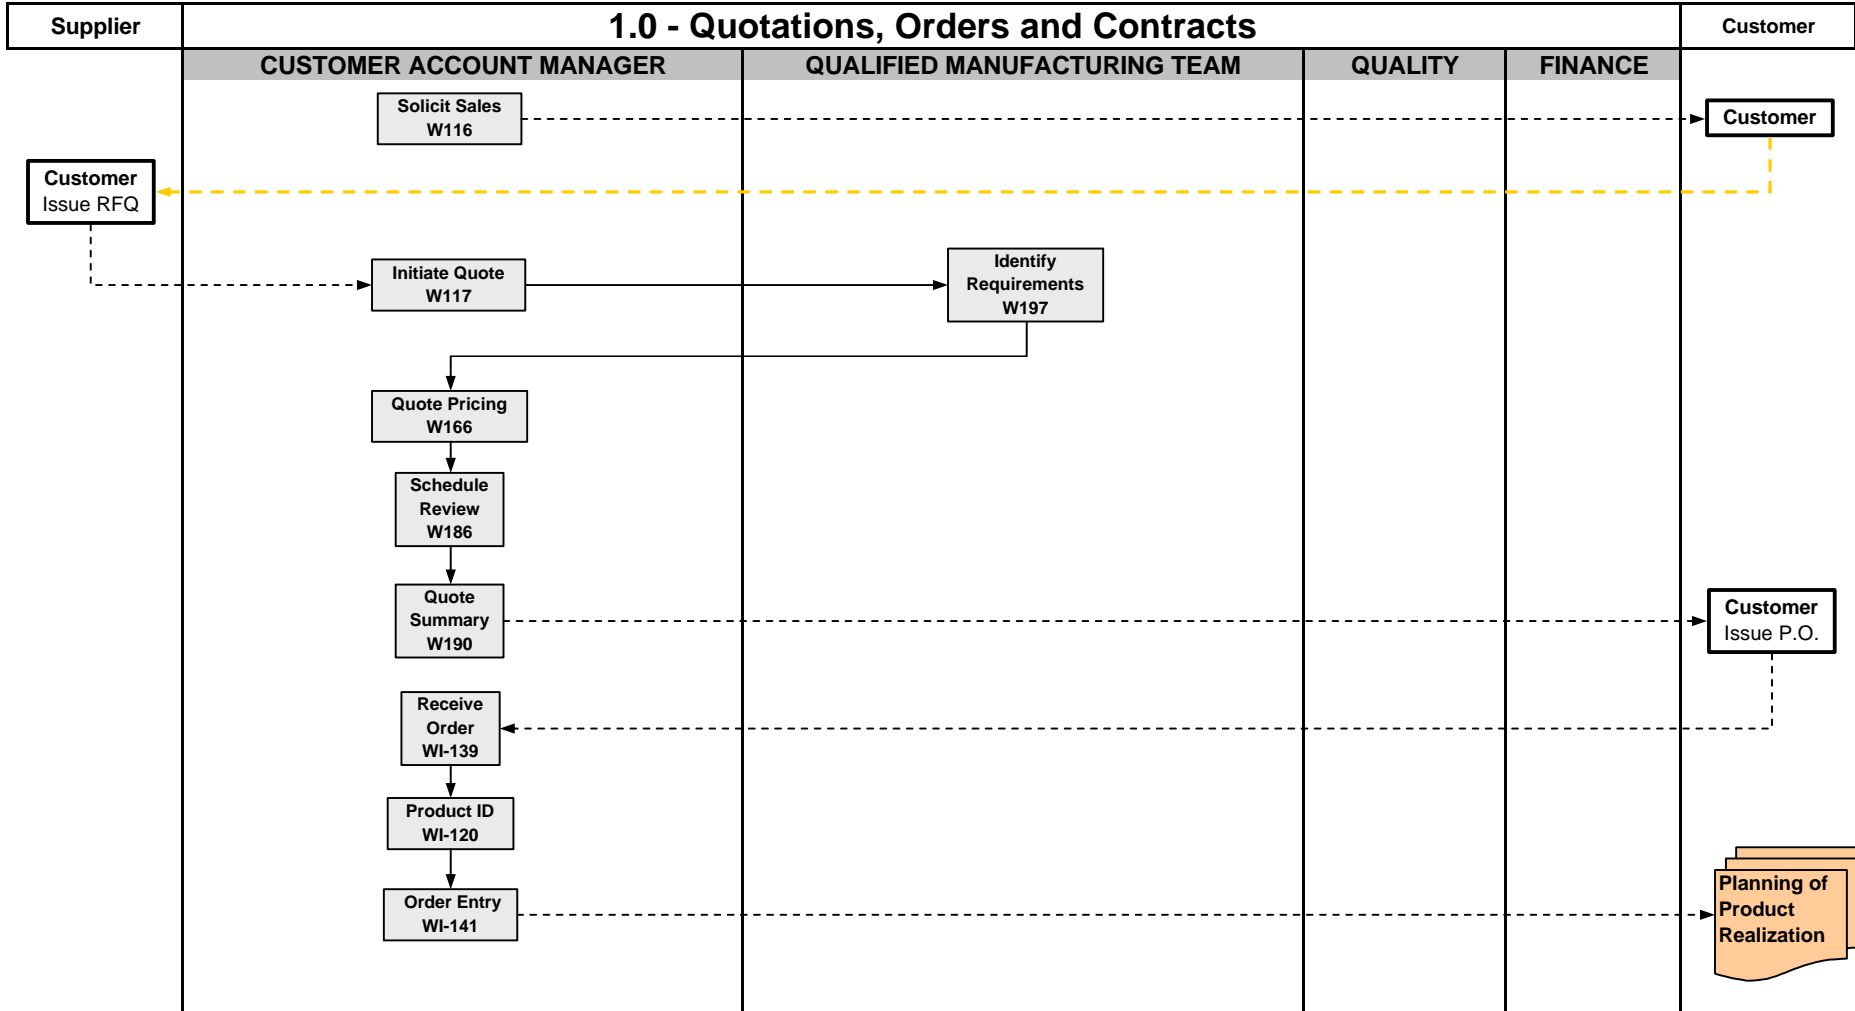 Supplier
1.0 - Quotations, Orders and Contracts
Customer
CUSTOMER ACCOUNT MANAGER
QUALIFIED MANUFACTURING TEAM
QUALITY
FINANCE
Solicit Sales
W116
Customer
Customer
Issue RFQ
Initiate Quote
W117
Identify
Requirements
W197
Quote Pricing
W166
Schedule
Review
W186
Quote
Summary
W190
Customer
Issue P.O.
Receive
Order
WI-139
Product ID
WI-120
Order Entry
WI-141
Planning of
Product
Realization